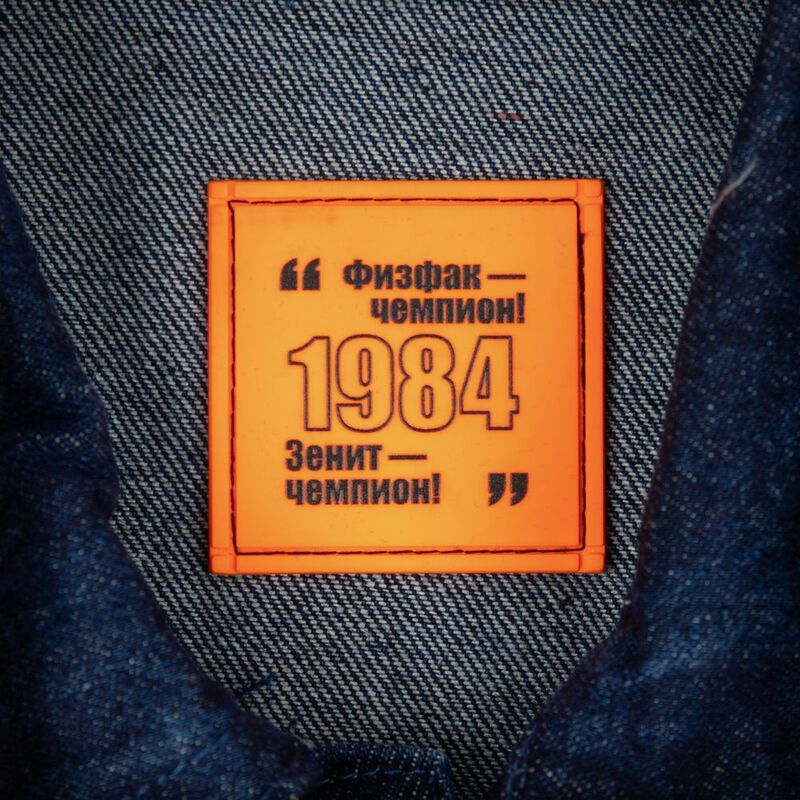 “ Физфак —
чемпион!
1984
Зенит —
чемпион! ”